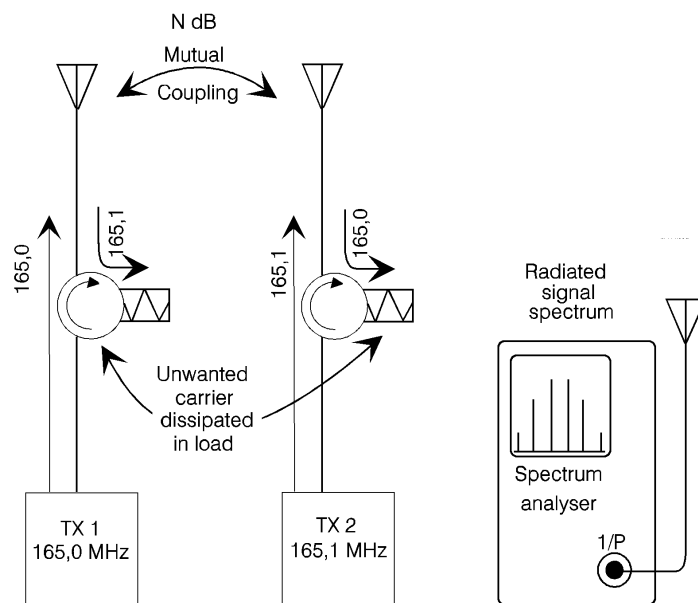 N dB
Mutual
Coupling
165,0
165,1
165,1
165,0
Unwanted
carrier
dissipated
in load
TX 1
165,0 MHz
TX 2
165,1 MHz
Radiated
signal
spectrum
Spectrum
analyser
1/P